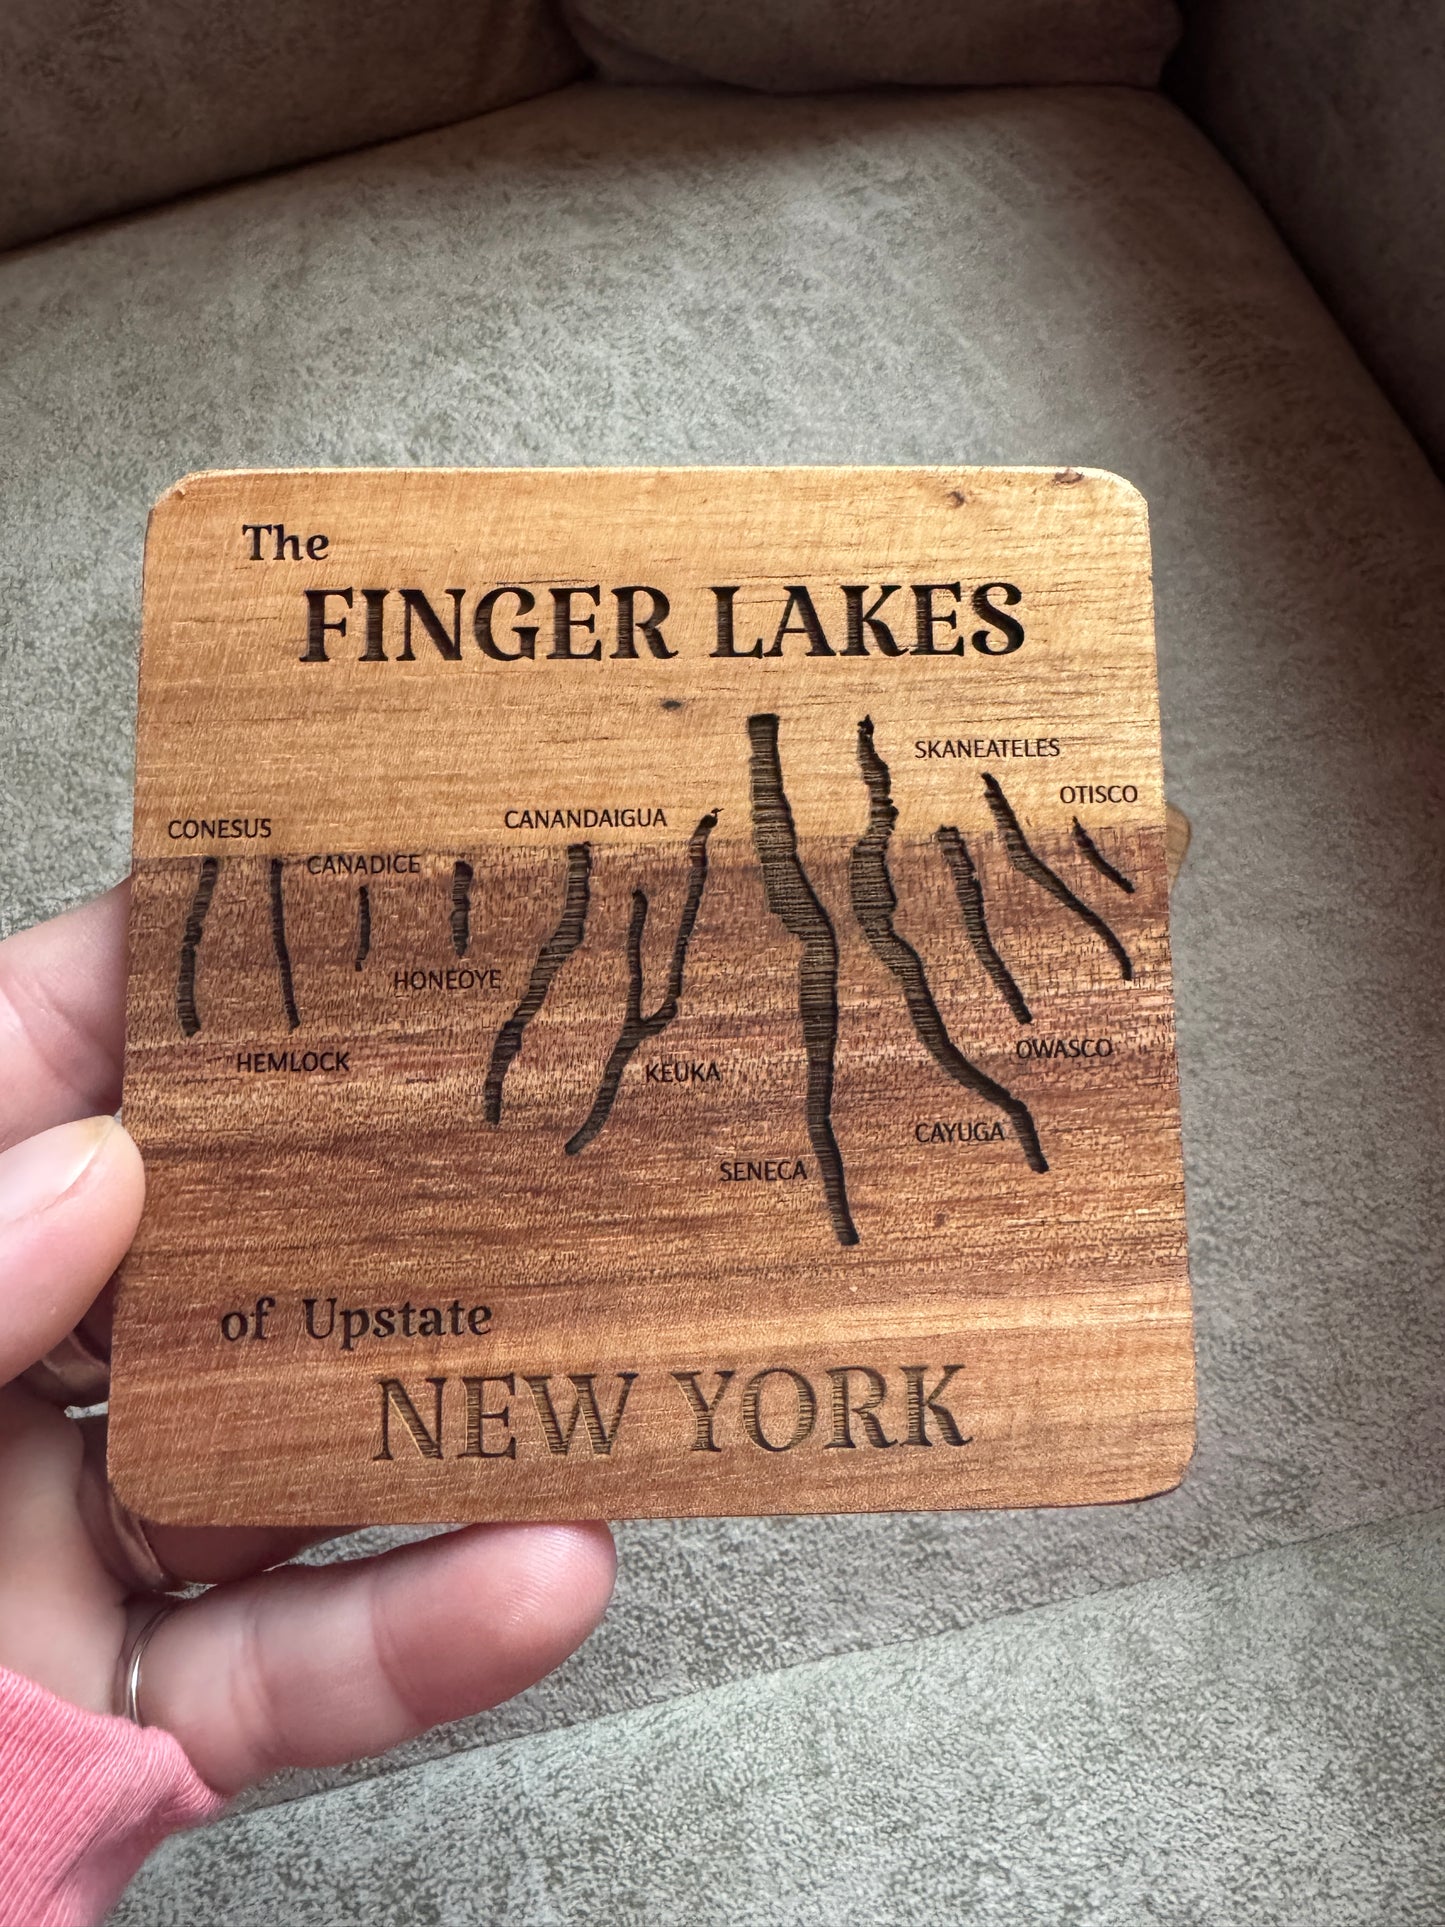 The
FINGER LAKES
SKANEATELES
OTISCO
CANANDAIGUA
CONESUS
CANADICE
HONEOYE
HEMLOCK
KEUKA
OWASCO
CAYUGA
SENECA
of Upstate
NEW YORK